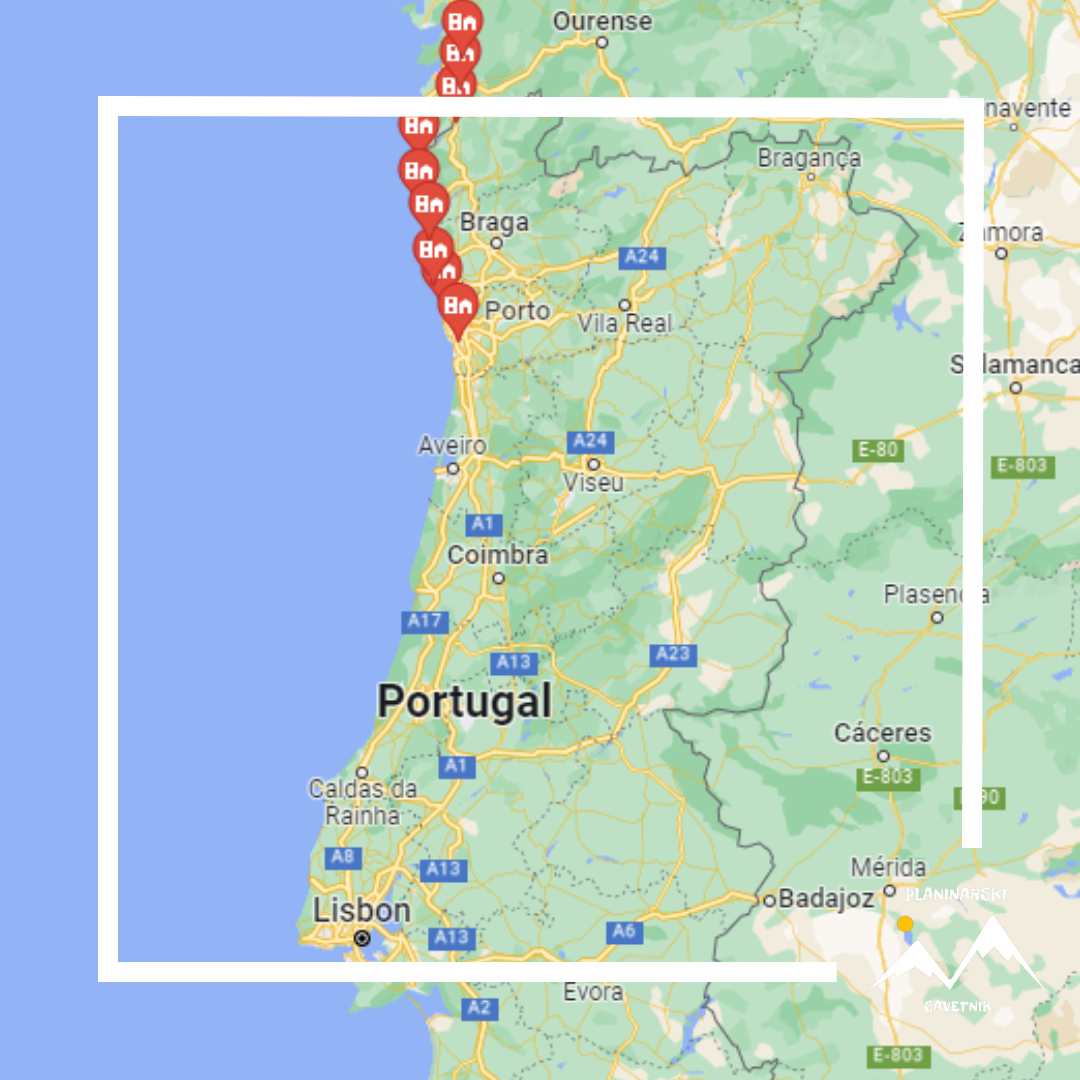 Ourense
Bragança
Zamora
Braga
A24
Porto
Vila Real
Salamanca
Aveiro
A24
E-80
E-803
Viseu
A1
Coimbra
Plasencia
A17
A13
A23
Portugal
Cáceres
A1
E-803
Caldas da
Rainha
A8
A13
Mérida
Badajoz
PLANINARSKI
Lisbon
A13
A6
Evora
SAVETNIK
A2
E-803